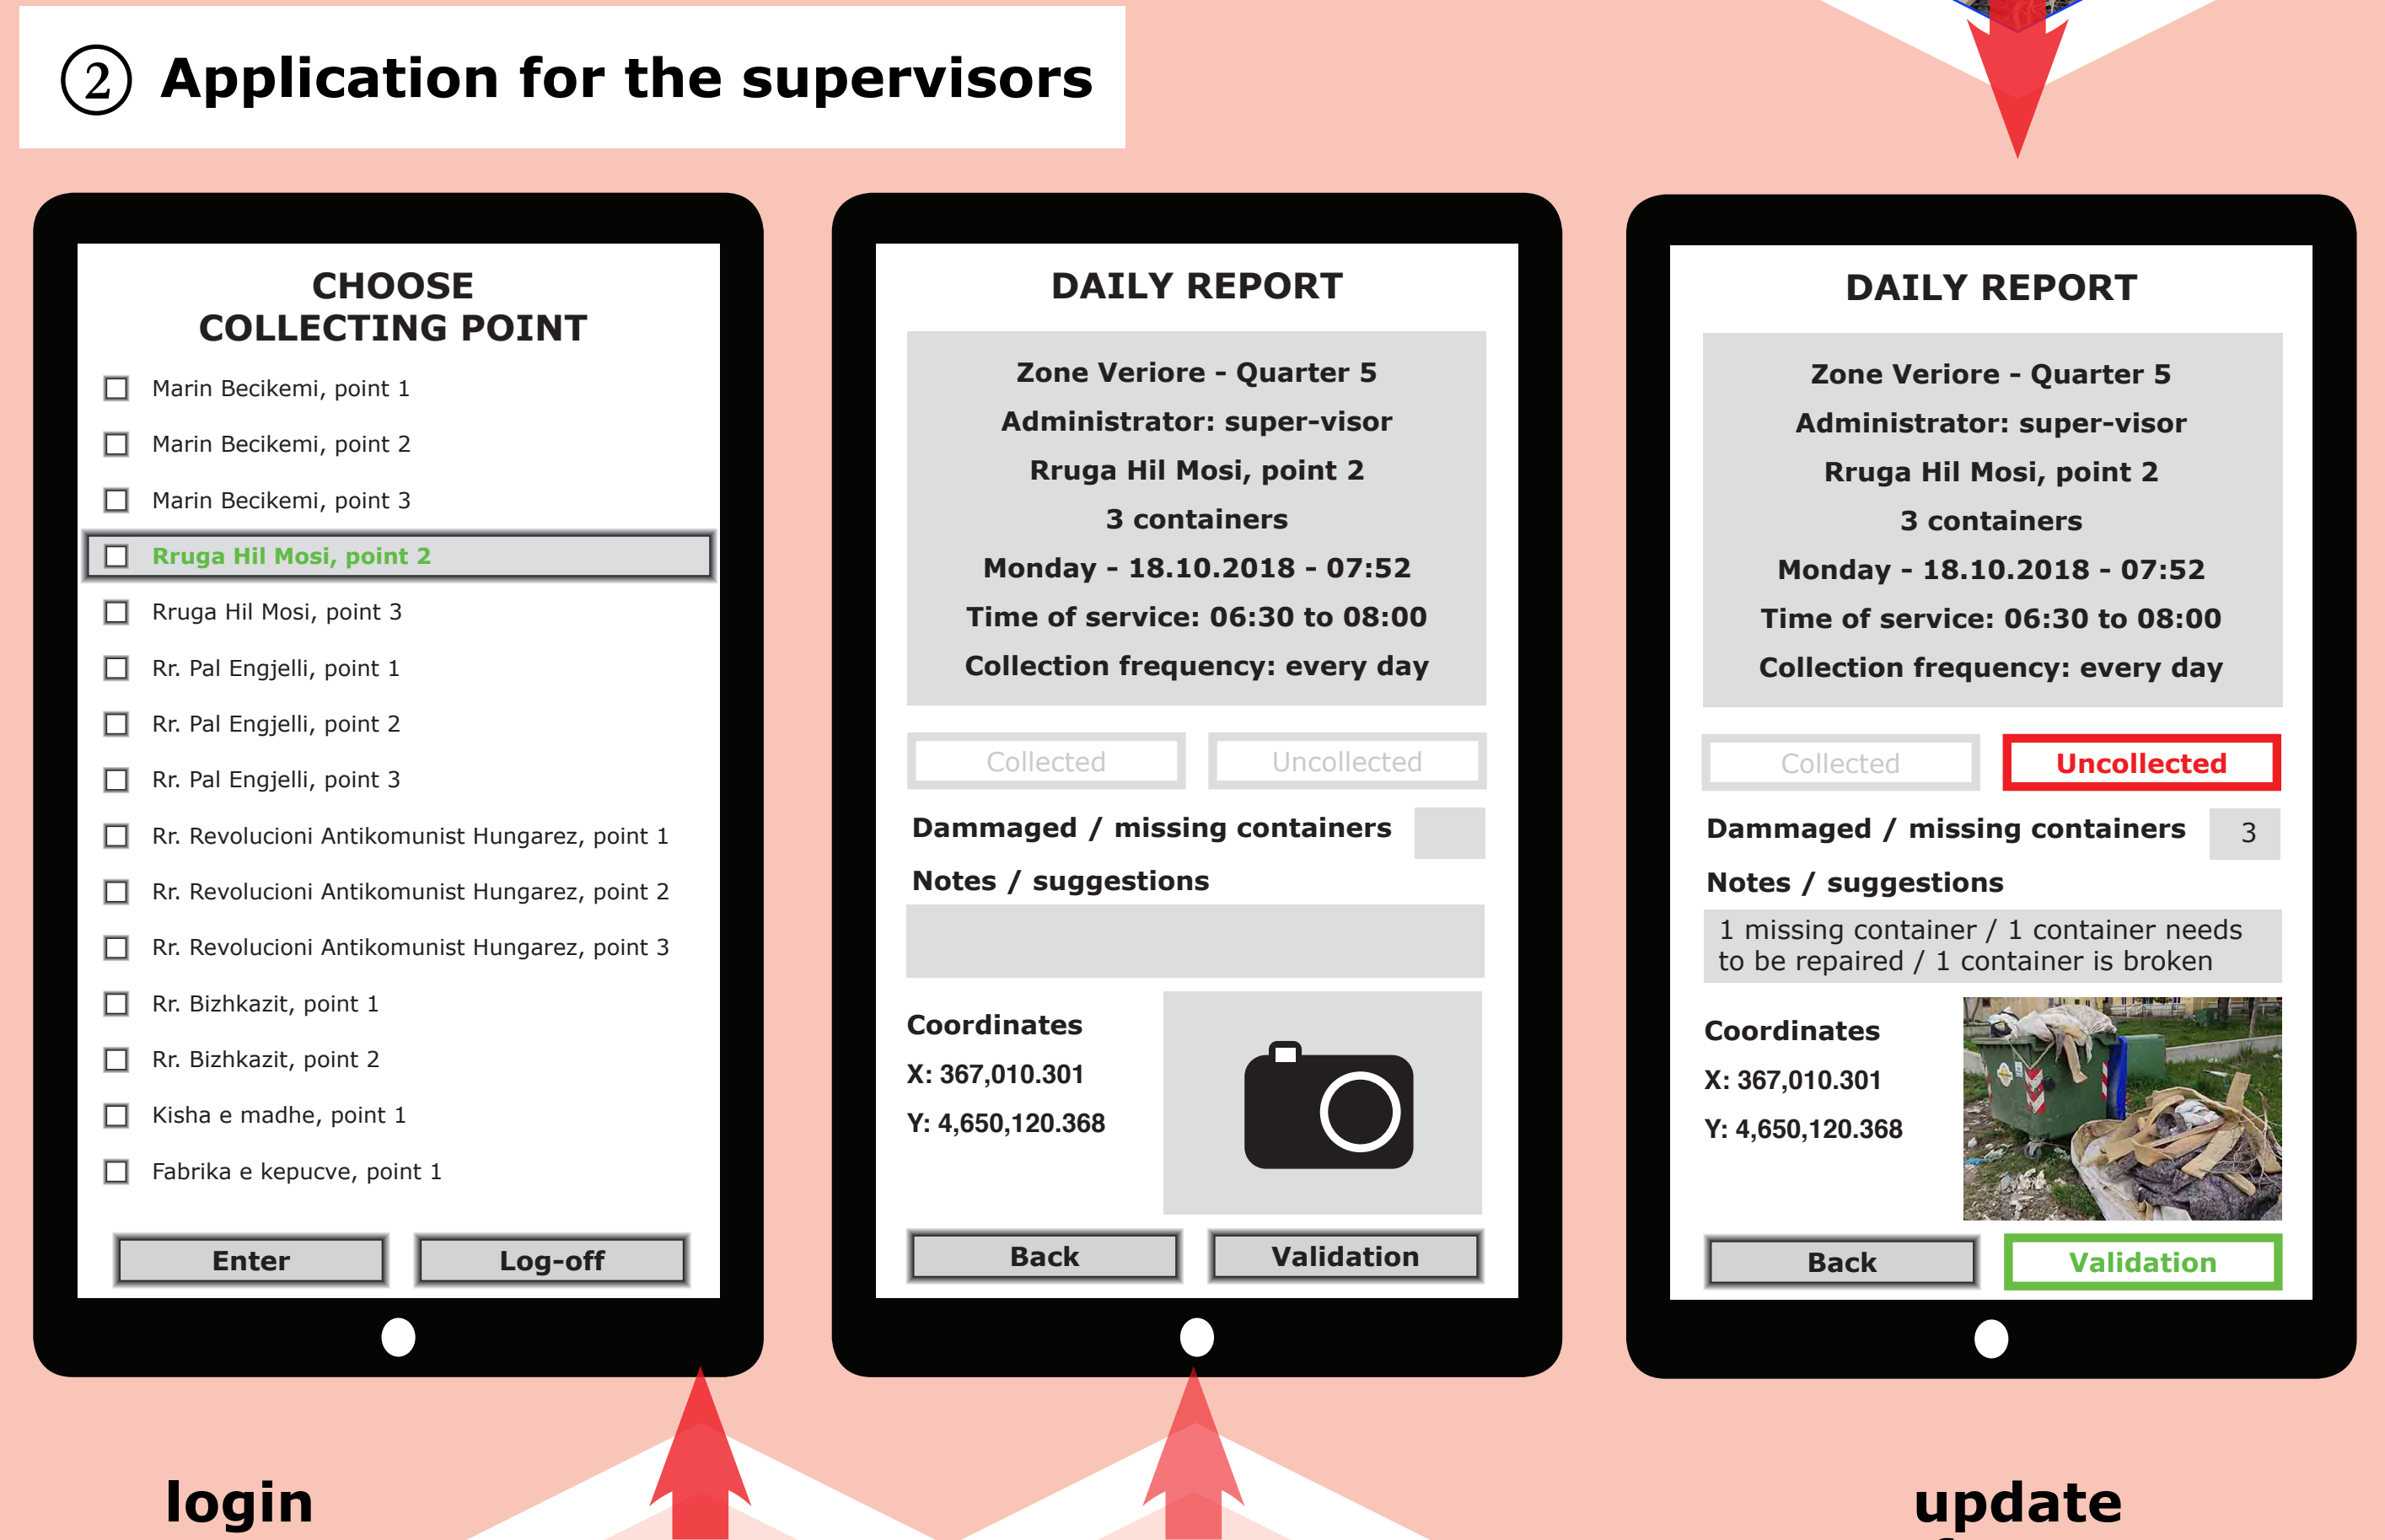 ② Application for the supervisors
CHOOSE
COLLECTING POINT
Marin Becikemi, point 1
Marin Becikemi, point 2
Marin Becikemi, point 3
Rruga Hil Mosi, point 2
Rruga Hil Mosi, point 3
Rr. Pal Engjelli, point 1
Rr. Pal Engjelli, point 2
Rr. Pal Engjelli, point 3
Rr. Revolucioni Antikomunist Hungarez, point 1
Rr. Revolucioni Antikomunist Hungarez, point 2
Rr. Revolucioni Antikomunist Hungarez, point 3
Rr. Bizhkazit, point 1
Rr. Bizhkazit, point 2
Kisha e madhe, point 1
Fabrika e kepucve, point 1
Enter Log-off
DAILY REPORT
Zone Veriore - Quarter 5
Administrator: super-visor
Rruga Hil Mosi, point 2
3 containers
Monday - 18.10.2018 - 07:52
Time of service: 06:30 to 08:00
Collection frequency: every day
Collected Uncollected
Dammaged / missing containers
Notes / suggestions
Coordinates
X: 367,010.301
Y: 4,650,120.368
Back Validation
DAILY REPORT
Zone Veriore - Quarter 5
Administrator: super-visor
Rruga Hil Mosi, point 2
3 containers
Monday - 18.10.2018 - 07:52
Time of service: 06:30 to 08:00
Collection frequency: every day
Collected Uncollected
Dammaged / missing containers 3
Notes / suggestions
1 missing container / 1 container needs
to be repaired / 1 container is broken
Coordinates
X: 367,010.301
Y: 4,650,120.368
Back Validation
login
update